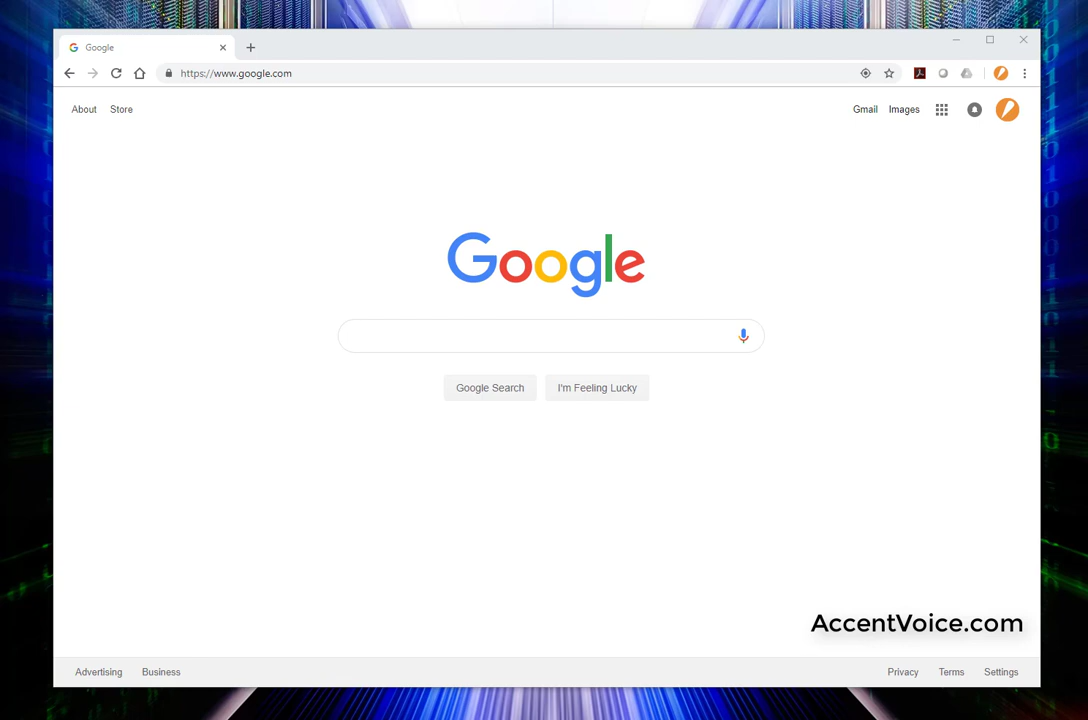 Google
https://www.google.com
About Store
Gmail Images
Google
Google Search I'm Feeling Lucky
AccentVoice.com
Advertising Business
Privacy Terms Settings